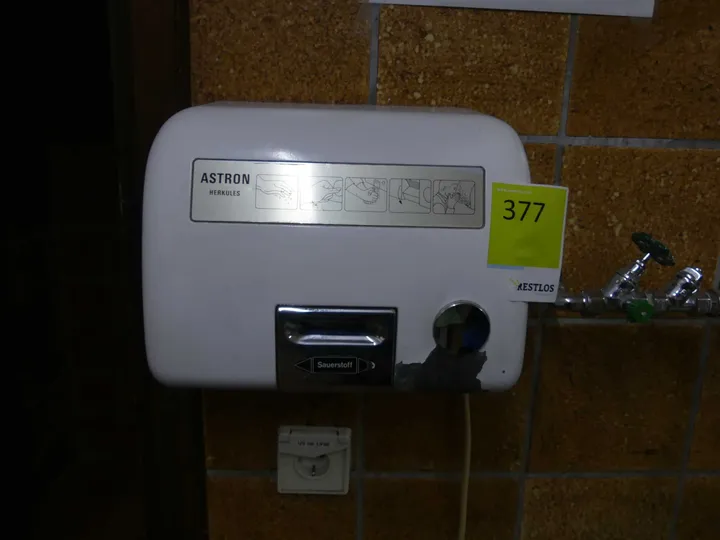 ASTRON
HERKULES
377
RESTLOS
Sauerstoff